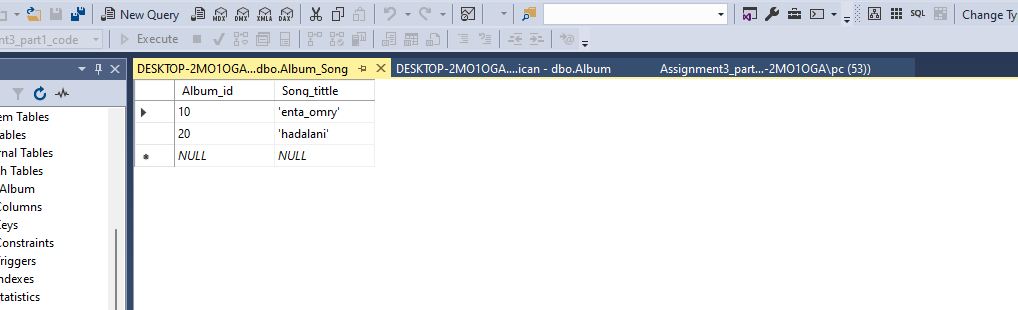 New Query MDX DMX XMLA DAX SQL Change Ty
nt3_part1_code Execute
DESKTOP-2MO1OGA...dbo.Album_Song DESKTOP-2MO1OGA....ican - dbo.Album Assignment3_part...-2MO1OGA\pc (53))
Album_id Song_tittle
10 'enta_omry'
20 'hadalani'
NULL NULL
em Tables
ables
rnal Tables
h Tables
Album
Columns
Keys
Constraints
riggers
ndexes
tatistics